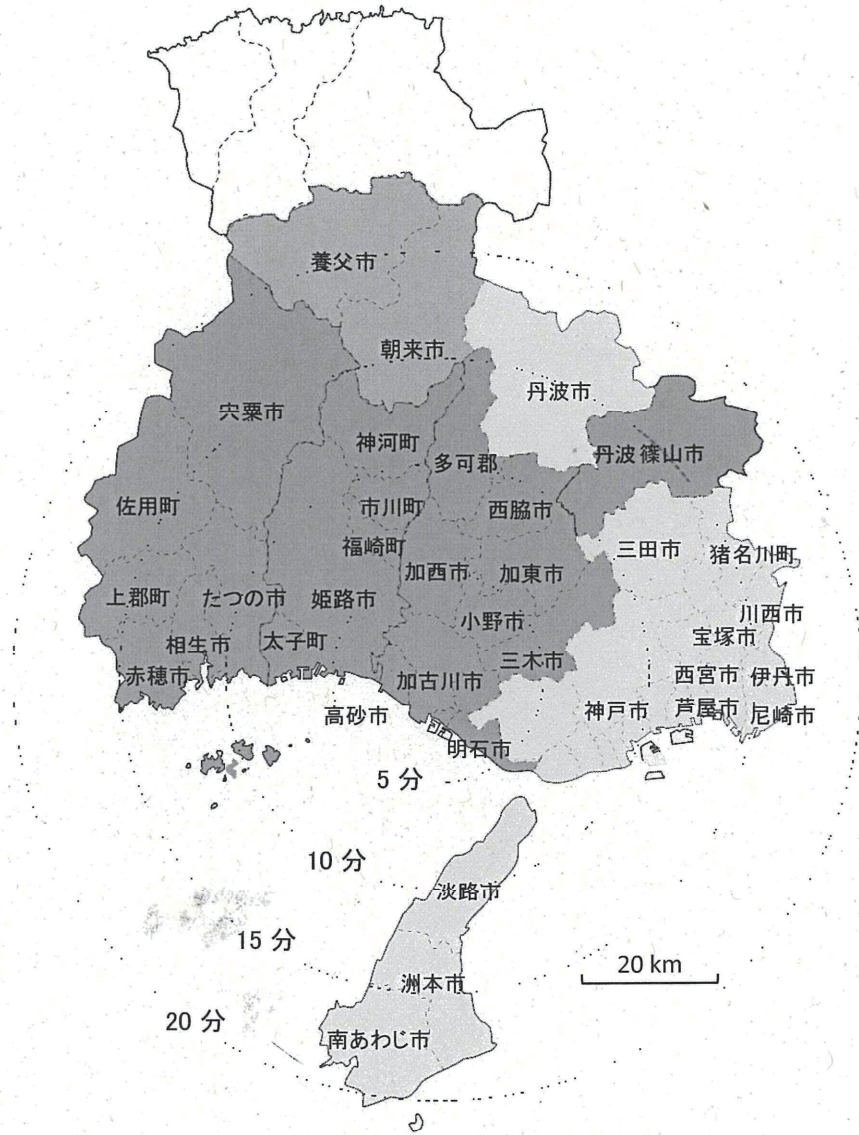 養父市
朝来市
丹波市
宍粟市
神河町
多可郡
丹波篠山市
佐用町
市川町
西脇市
福崎町
三田市
猪名川町
加西市
加東市
上郡町
たつの市
姫路市
川西市
小野市
宝塚市
相生市
太子町
三木市
赤穂市
加古川市
西宮市
伊丹市
高砂市
神戸市
芦屋市
尼崎市
明石市
5 分
10 分
淡路市
15 分
20 km
洲本市
20 分
南あわじ市